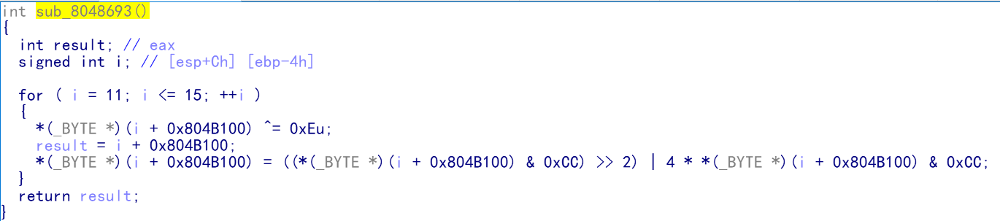 int sub_8048693()
{
  int result; // eax
  signed int i; // [esp+Ch] [ebp-4h]
  for ( i = 11; i <= 15; ++i )
  {
    *(_BYTE *)(i + 0x804B100) ^= 0xEu;
    result = i + 0x804B100;
    *(_BYTE *)(i + 0x804B100) = ((*(_BYTE *)(i + 0x804B100) & 0xCC) >> 2) | 4 * *(_BYTE *)(i + 0x804B100) & 0xCC;
  }
  return result;
}